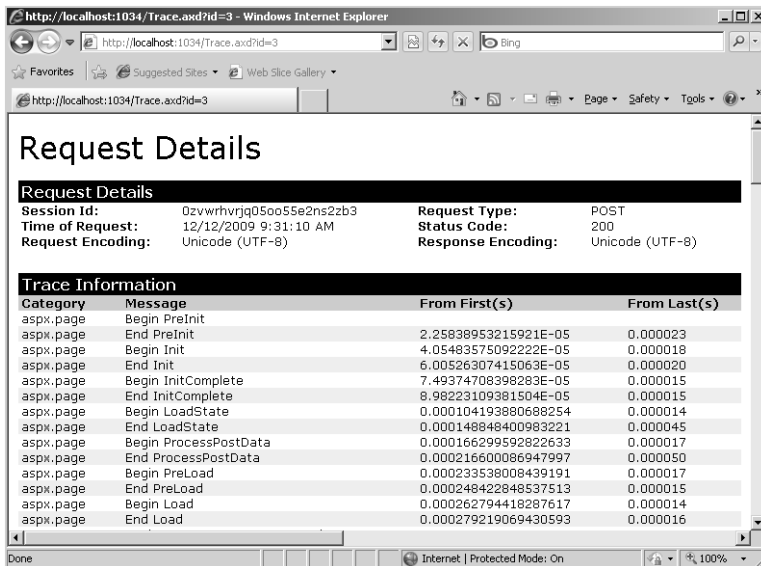 http://localhost:1034/Trace.axd?id=3 - Windows Internet Explorer
http://localhost:1034/Trace.axd?id=3 Bing
Favorites Suggested Sites Web Slice Gallery
http://localhost:1034/Trace.axd?id=3 Page Safety Tools
Request Details
Request Details
Session Id: 0zvwrhvrjq05oo55e2ns2zb3 Request Type: POST
Time of Request: 12/12/2009 9:31:10 AM Status Code: 200
Request Encoding: Unicode (UTF-8) Response Encoding: Unicode (UTF-8)
Trace Information
Category Message From First(s) From Last(s)
aspx.page Begin PreInit
aspx.page End PreInit 2.25838953215921E-05 0.000023
aspx.page Begin Init 4.05483575092222E-05 0.000018
aspx.page End Init 6.00526307415063E-05 0.000020
aspx.page Begin InitComplete 7.49374708398283E-05 0.000015
aspx.page End InitComplete 8.98223109381504E-05 0.000015
aspx.page Begin LoadState 0.000104193880688254 0.000014
aspx.page End LoadState 0.000148848400983221 0.000045
aspx.page Begin ProcessPostData 0.000166299592822633 0.000017
aspx.page End ProcessPostData 0.000216600086947997 0.000050
aspx.page Begin PreLoad 0.000233538008439191 0.000017
aspx.page End PreLoad 0.000248422848537513 0.000015
aspx.page Begin Load 0.000262794418287617 0.000014
aspx.page End Load 0.000279219069430593 0.000016
Done Internet | Protected Mode: On 100%